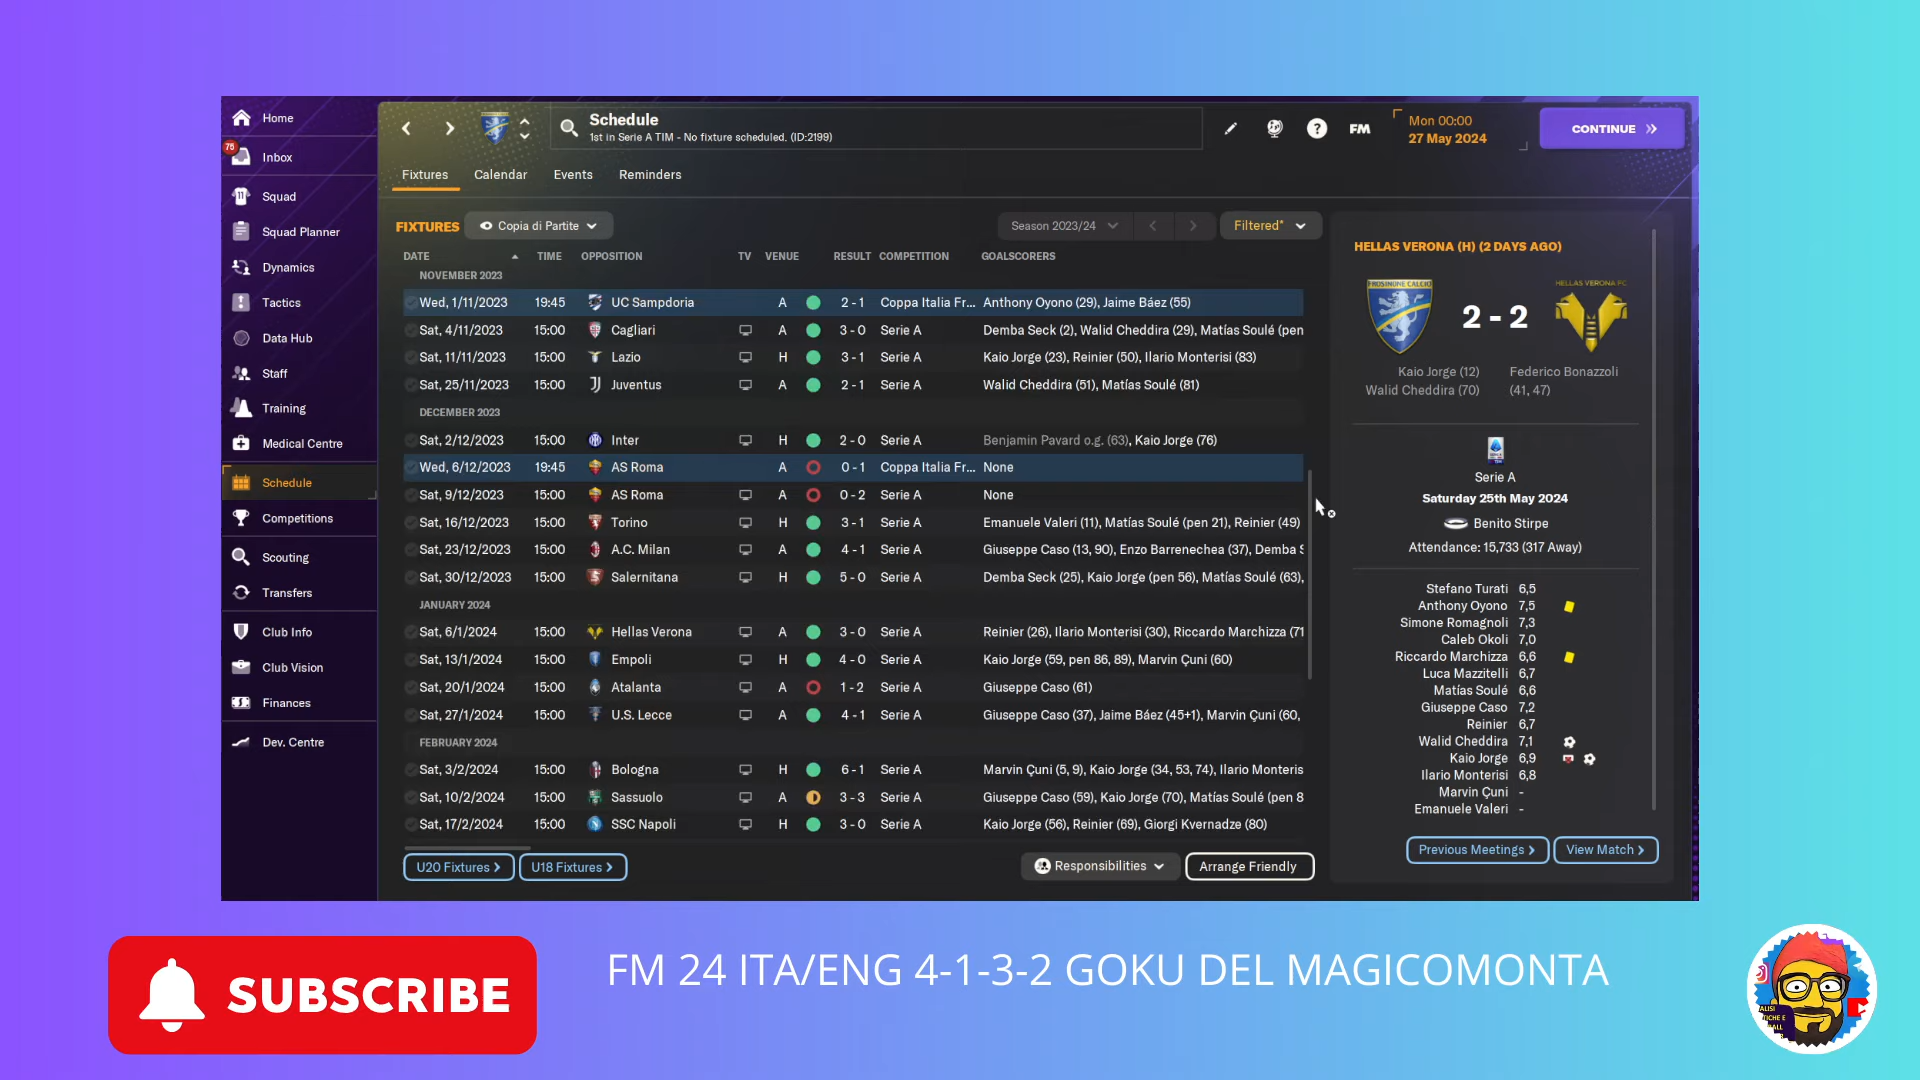 Home
Inbox
75
Squad
Squad Planner
Dynamics
Tactics
Data Hub
Staff
Training
Medical Centre
Schedule
Competitions
Scouting
Transfers
Club Info
Club Vision
Finances
Dev. Centre
Schedule
1st in Serie A TIM - No fixture scheduled. (ID:2199)
FM
Mon 00:00
27 May 2024
CONTINUE
Fixtures Calendar Events Reminders
FIXTURES Copia di Partite Season 2023/24 Filtered*
DATE TIME OPPOSITION TV VENUE RESULT COMPETITION GOALSCORERS
NOVEMBER 2023
Wed, 1/11/2023 19:45 UC Sampdoria A 2 - 1 Coppa Italia Fr... Anthony Oyono (29), Jaime Báez (55)
Sat, 4/11/2023 15:00 Cagliari A 3 - 0 Serie A Demba Seck (2), Walid Cheddira (29), Matías Soulé (pen
Sat, 11/11/2023 15:00 Lazio H 3 - 1 Serie A Kaio Jorge (23), Reinier (50), Ilario Monterisi (83)
Sat, 25/11/2023 15:00 Juventus A 2 - 1 Serie A Walid Cheddira (51), Matías Soulé (81)
DECEMBER 2023
Sat, 2/12/2023 15:00 Inter H 2 - 0 Serie A Benjamin Pavard o.g. (63), Kaio Jorge (76)
Wed, 6/12/2023 19:45 AS Roma A 0 - 1 Coppa Italia Fr... None
Sat, 9/12/2023 15:00 AS Roma A 0 - 2 Serie A None
Sat, 16/12/2023 15:00 Torino H 3 - 1 Serie A Emanuele Valeri (11), Matías Soulé (pen 21), Reinier (49)
Sat, 23/12/2023 15:00 A.C. Milan A 4 - 1 Serie A Giuseppe Caso (13, 90), Enzo Barrenechea (37), Demba S
Sat, 30/12/2023 15:00 Salernitana H 5 - 0 Serie A Demba Seck (25), Kaio Jorge (pen 56), Matías Soulé (63),
JANUARY 2024
Sat, 6/1/2024 15:00 Hellas Verona A 3 - 0 Serie A Reinier (26), Ilario Monterisi (30), Riccardo Marchizza (71
Sat, 13/1/2024 15:00 Empoli H 4 - 0 Serie A Kaio Jorge (59, pen 86, 89), Marvin Çuni (60)
Sat, 20/1/2024 15:00 Atalanta A 1 - 2 Serie A Giuseppe Caso (61)
Sat, 27/1/2024 15:00 U.S. Lecce A 4 - 1 Serie A Giuseppe Caso (37), Jaime Báez (45+1), Marvin Çuni (60,
FEBRUARY 2024
Sat, 3/2/2024 15:00 Bologna H 6 - 1 Serie A Marvin Çuni (5, 9), Kaio Jorge (34, 53, 74), Ilario Monteris
Sat, 10/2/2024 15:00 Sassuolo A 3 - 3 Serie A Giuseppe Caso (59), Kaio Jorge (70), Matías Soulé (pen 8
Sat, 17/2/2024 15:00 SSC Napoli H 3 - 0 Serie A Kaio Jorge (56), Reinier (69), Giorgi Kvernadze (80)
U20 Fixtures U18 Fixtures Responsibilities Arrange Friendly
HELLAS VERONA (H) (2 DAYS AGO)
FROSINONE CALCIO HELLAS VERONA FC
2 - 2
Kaio Jorge (12) Federico Bonazzoli
Walid Cheddira (70) (41, 47)
Serie A
Saturday 25th May 2024
Benito Stirpe
Attendance: 15,733 (317 Away)
Stefano Turati 6,5
Anthony Oyono 7,5
Simone Romagnoli 7,3
Caleb Okoli 7,0
Riccardo Marchizza 6,6
Luca Mazzitelli 6,7
Matías Soulé 6,6
Giuseppe Caso 7,2
Reinier 6,7
Walid Cheddira 7,1
Kaio Jorge 6,9
Ilario Monterisi 6,8
Marvin Çuni -
Emanuele Valeri -
Previous Meetings View Match
SUBSCRIBE
FM 24 ITA/ENG 4-1-3-2 GOKU DEL MAGICOMONTA